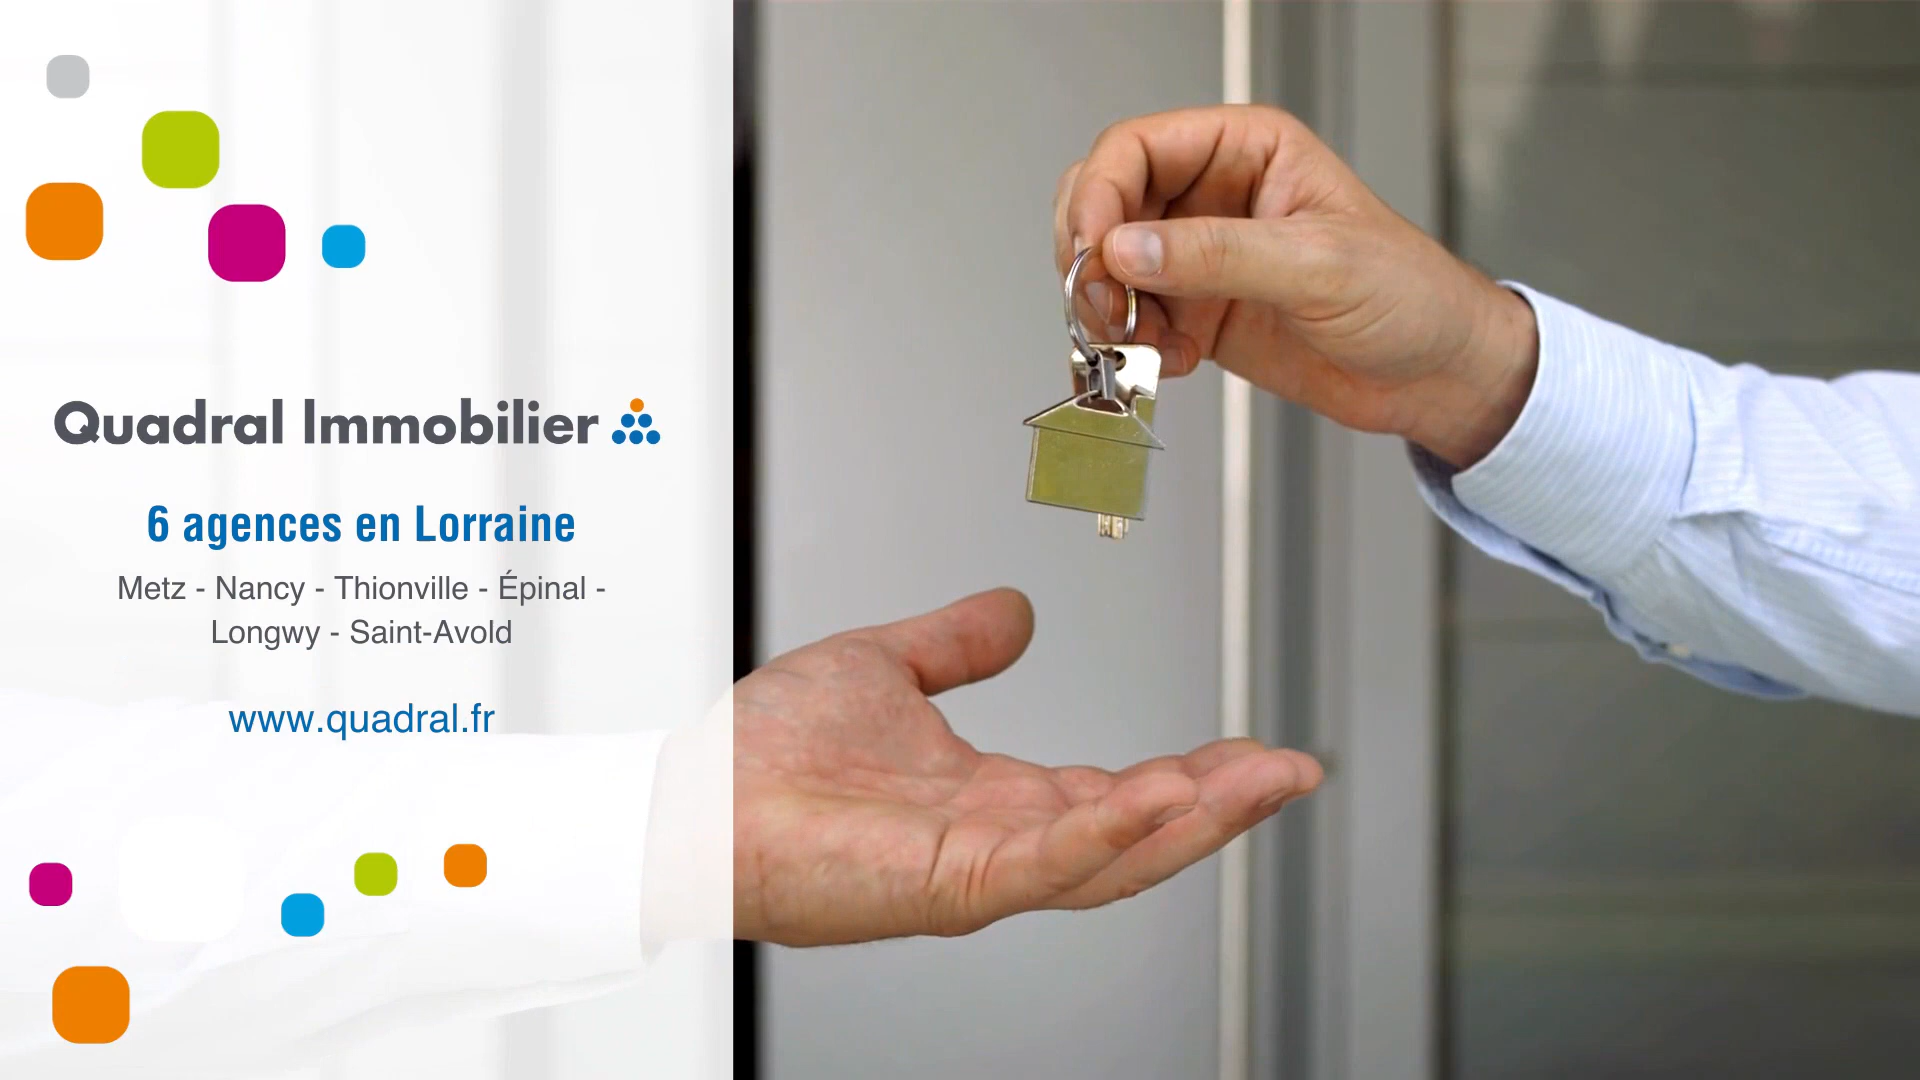 Quadral Immobilier
6 agences en Lorraine
Metz - Nancy - Thionville - Épinal -
Longwy - Saint-Avold
www.quadral.fr